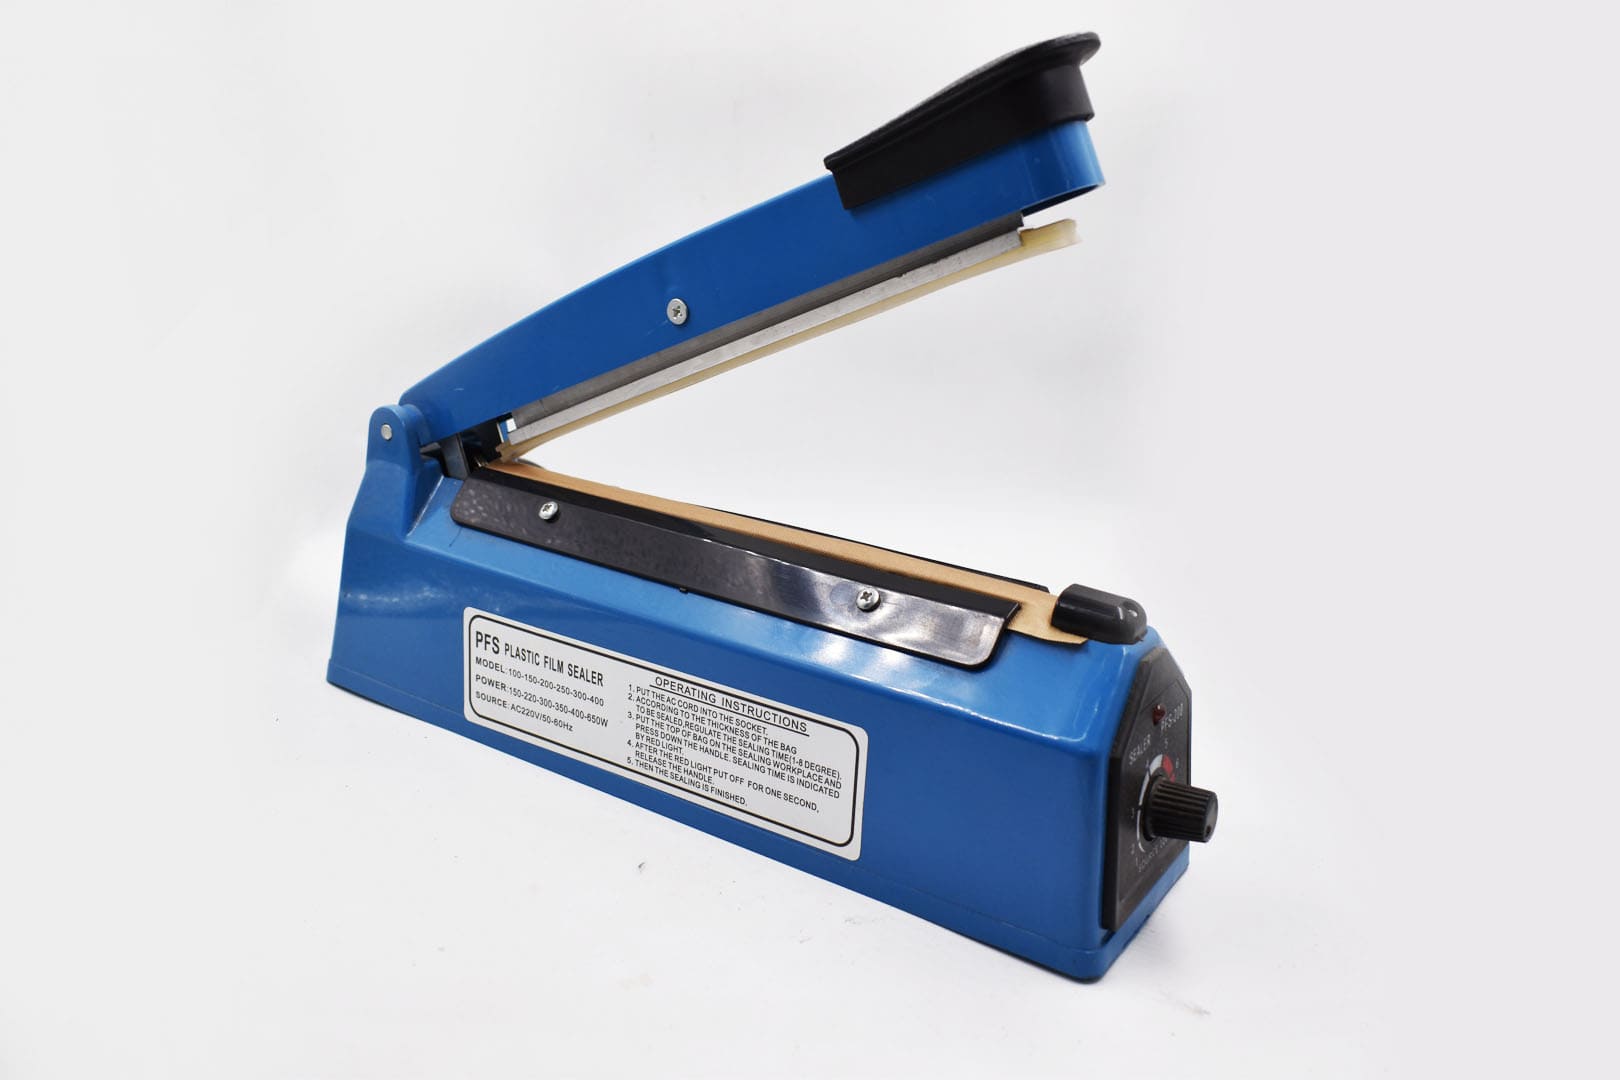 PFS PLASTIC FILM SEALER
MODEL:100-150-200-250-300-400
POWER:150-220-300-350-400-650W
SOURCE:AC220V/50-60Hz
OPERATING INSTRUCTIONS
1. PUT THE AC CORD INTO THE SOCKET.
2. ACCORDING TO THE THICKNESS OF THE BAG
TO BE SEALED,REGULATE THE SEALING TIME(1-8 DEGREE).
3. PUT THE TOP OF BAG ON THE SEALING WORKPLACE AND
PRESS DOWN THE HANDLE. SEALING TIME IS INDICATED
BY RED LIGHT.
4. AFTER THE RED LIGHT PUT OFF FOR ONE SECOND,
RELEASE THE HANDLE.
5. THEN THE SEALING IS FINISHED.
PFS-200
SEALER
5
6
3
2
1
SOURCE